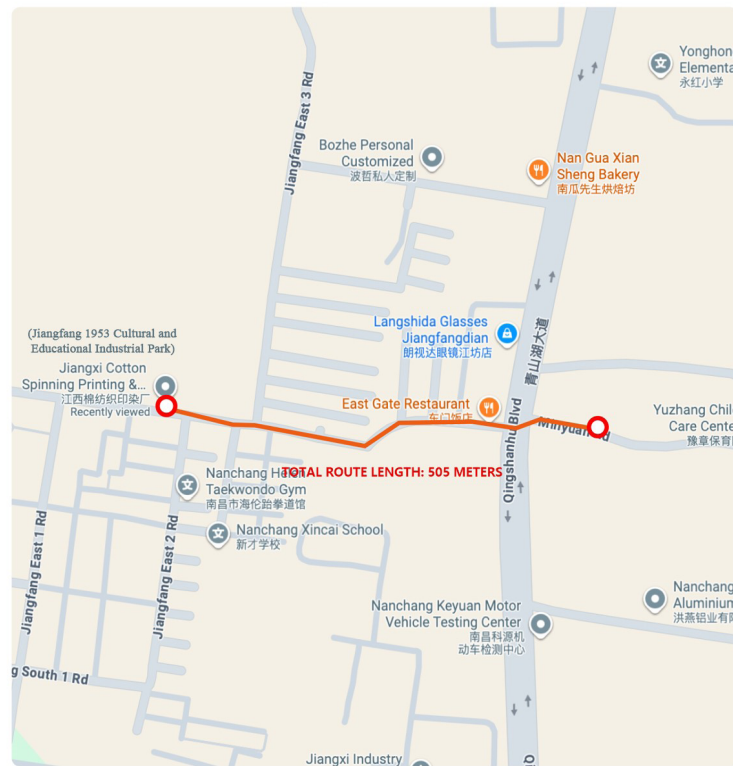 Yonghon
Elementa
永红小学
Jiangfang East 3 Rd
Bozhe Personal
Customized
波哲私人定制
Nan Gua Xian
Sheng Bakery
南瓜先生烘焙坊
Langshida Glasses
Jiangfangdian
朗视达眼镜江坊店
青山湖大道
(Jiangfang 1953 Cultural and
Educational Industrial Park)
Jiangxi Cotton
Spinning Printing &...
江西棉纺织印染厂
Recently viewed
East Gate Restaurant
东门饭店
Qingshanhu Blvd
Minyuan Rd
Yuzhang Chil
Care Cente
豫章保育
TOTAL ROUTE LENGTH: 505 METERS
Nanchang Helen
Taekwondo Gym
南昌市海伦跆拳道馆
Nanchang Xincai School
新才学校
Jiangfang East 1 Rd
Jiangfang East 2 Rd
Nanchang Keyuan Motor
Vehicle Testing Center
南昌科源机
动车检测中心
Nanchang
Aluminium
洪燕铝业有
g South 1 Rd
Jiangxi Industry